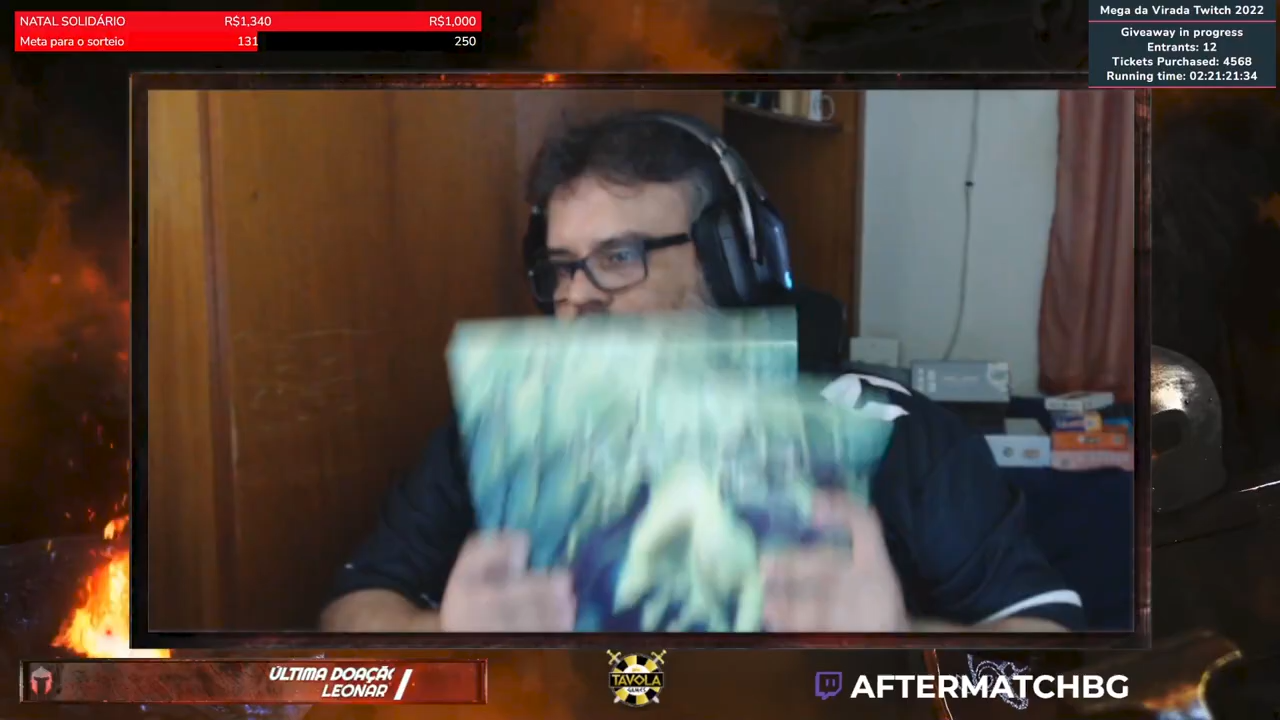 NATAL SOLIDÁRIO R$1,340 R$1,000
Meta para o sorteio 131 250
Mega da Virada Twitch 2022
Giveaway in progress
Entrants: 12
Tickets Purchased: 4568
Running time: 02:21:21:34
ÚLTIMA DOAÇÃ
LEONAR
TAVOLA
GAMES
AFTERMATCHBG